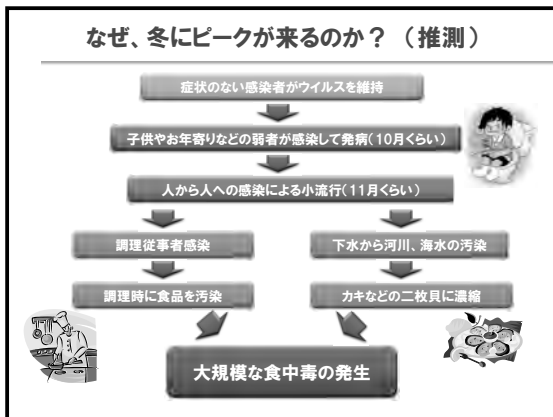 なぜ、冬にピークが来るのか？（推測）
症状のない感染者がウイルスを維持
子供やお年寄りなどの弱者が感染して発病（10月くらい）
人から人への感染による小流行（11月くらい）
調理従事者感染
下水から河川、海水の汚染
調理時に食品を汚染
カキなどの二枚貝に濃縮
大規模な食中毒の発生